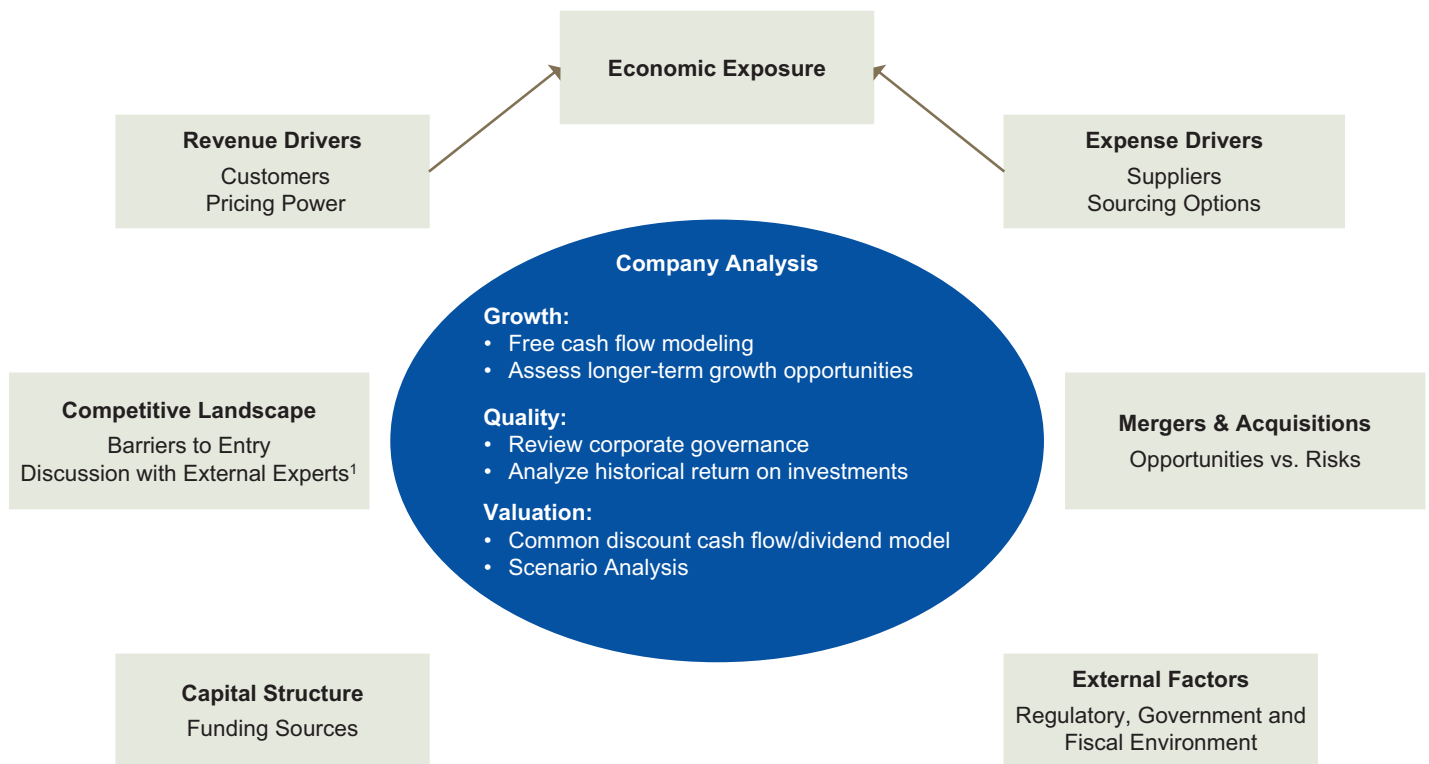 Economic Exposure
Revenue Drivers
Customers
Pricing Power
Expense Drivers
Suppliers
Sourcing Options
Company Analysis
Growth:
• Free cash flow modeling
• Assess longer-term growth opportunities
Quality:
• Review corporate governance
• Analyze historical return on investments
Valuation:
• Common discount cash flow/dividend model
• Scenario Analysis
Competitive Landscape
Barriers to Entry
Discussion with External Experts¹
Mergers & Acquisitions
Opportunities vs. Risks
Capital Structure
Funding Sources
External Factors
Regulatory, Government and
Fiscal Environment